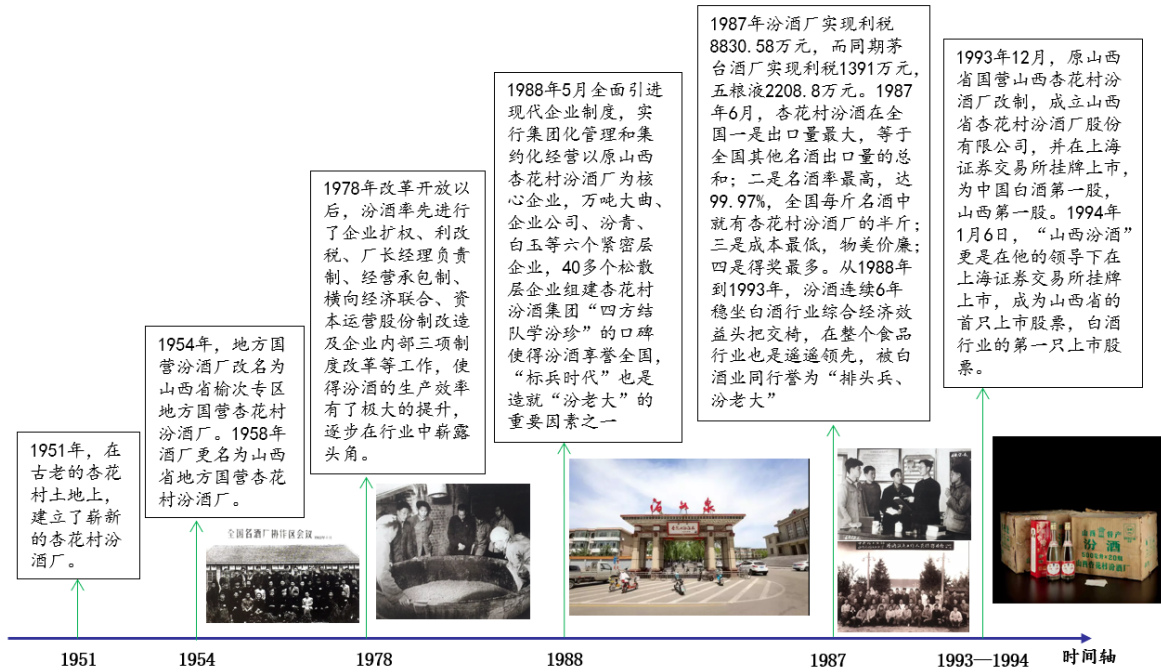 1951年，在
古老的杏花
村土地上，
建立了崭新
的杏花村汾
酒厂。
1954年，地方国
营汾酒厂改名为
山西省榆次专区
地方国营杏花村
汾酒厂。1958年
酒厂更名为山西
省地方国营杏花
村汾酒厂。
1978年改革开放以
后，汾酒率先进行
了企业扩权、利改
税、厂长经理负责
制、经营承包制、
横向经济联合、资
本运营股份制改造
及企业内部三项制
度改革等工作，使
得汾酒的生产效率
有了极大的提升，
逐步在行业中崭露
头角。
1988年5月全面引进
现代企业制度，实
行集团化管理和集
约化经营以原山西
杏花村汾酒厂为核
心企业，万吨大曲、
企业公司、汾青、
白玉等六个紧密层
企业，40多个松散
层企业组建杏花村
汾酒集团“四方结
队学汾珍”的口碑
使得汾酒享誉全国，
“标兵时代”也是
造就“汾老大”的
重要因素之一
1987年汾酒厂实现利税
8830.58万元，而同期茅
台酒厂实现利税1391万元，
五粮液2208.8万元。1987
年6月，杏花村汾酒在全
国一是出口量最大，等于
全国其他名酒出口量的总
和；二是名酒率最高，达
99.97%，全国每斤名酒中
就有杏花村汾酒厂的半斤；
三是成本最低，物美价廉；
四是得奖最多。从1988年
到1993年，汾酒连续6年
稳坐白酒行业综合经济效
益头把交椅，在整个食品
行业也是遥遥领先，被白
酒业同行誉为“排头兵、
汾老大”
1993年12月，原山西
省国营山西杏花村汾
酒厂改制，成立山西
省杏花村汾酒厂股份
有限公司，并在上海
证券交易所挂牌上市，
为中国白酒第一股，
山西第一股。1994年
1月6日，“山西汾酒”
更是在他的领导下在
上海证券交易所挂牌
上市，成为山西省的
首只上市股票，白酒
行业的第一只上市股
票。
全国名酒厂协作区会议
酒都泉
汾酒
500克装×20瓶
山西杏花村汾酒厂
1951
1954
1978
1988
1987
1993—1994
时间轴